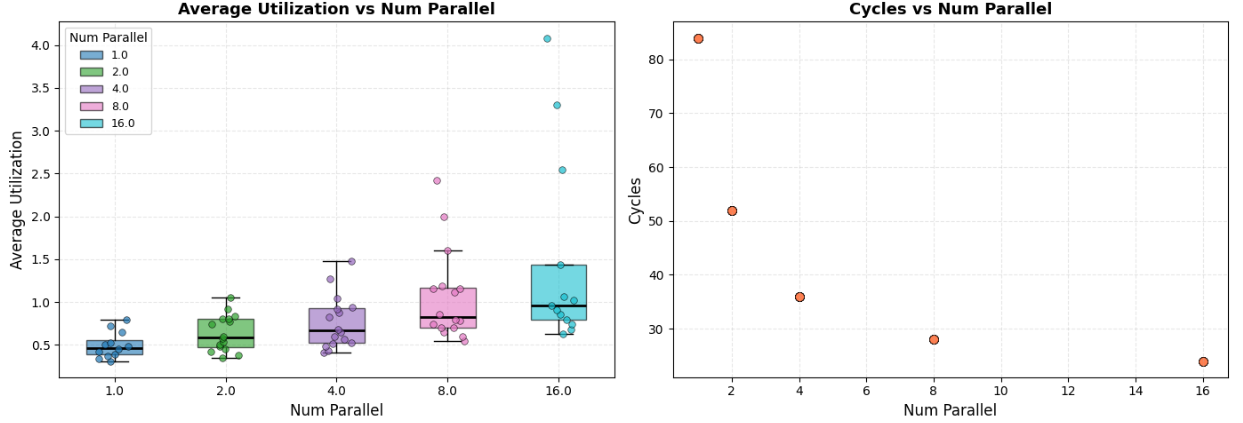 Average Utilization vs Num Parallel
Average Utilization
4.0
3.5
3.0
2.5
2.0
1.5
1.0
0.5
Num Parallel
1.0
2.0
4.0
8.0
16.0
1.0 2.0 4.0 8.0 16.0
Num Parallel
Cycles vs Num Parallel
Cycles
80
70
60
50
40
30
2 4 6 8 10 12 14 16
Num Parallel